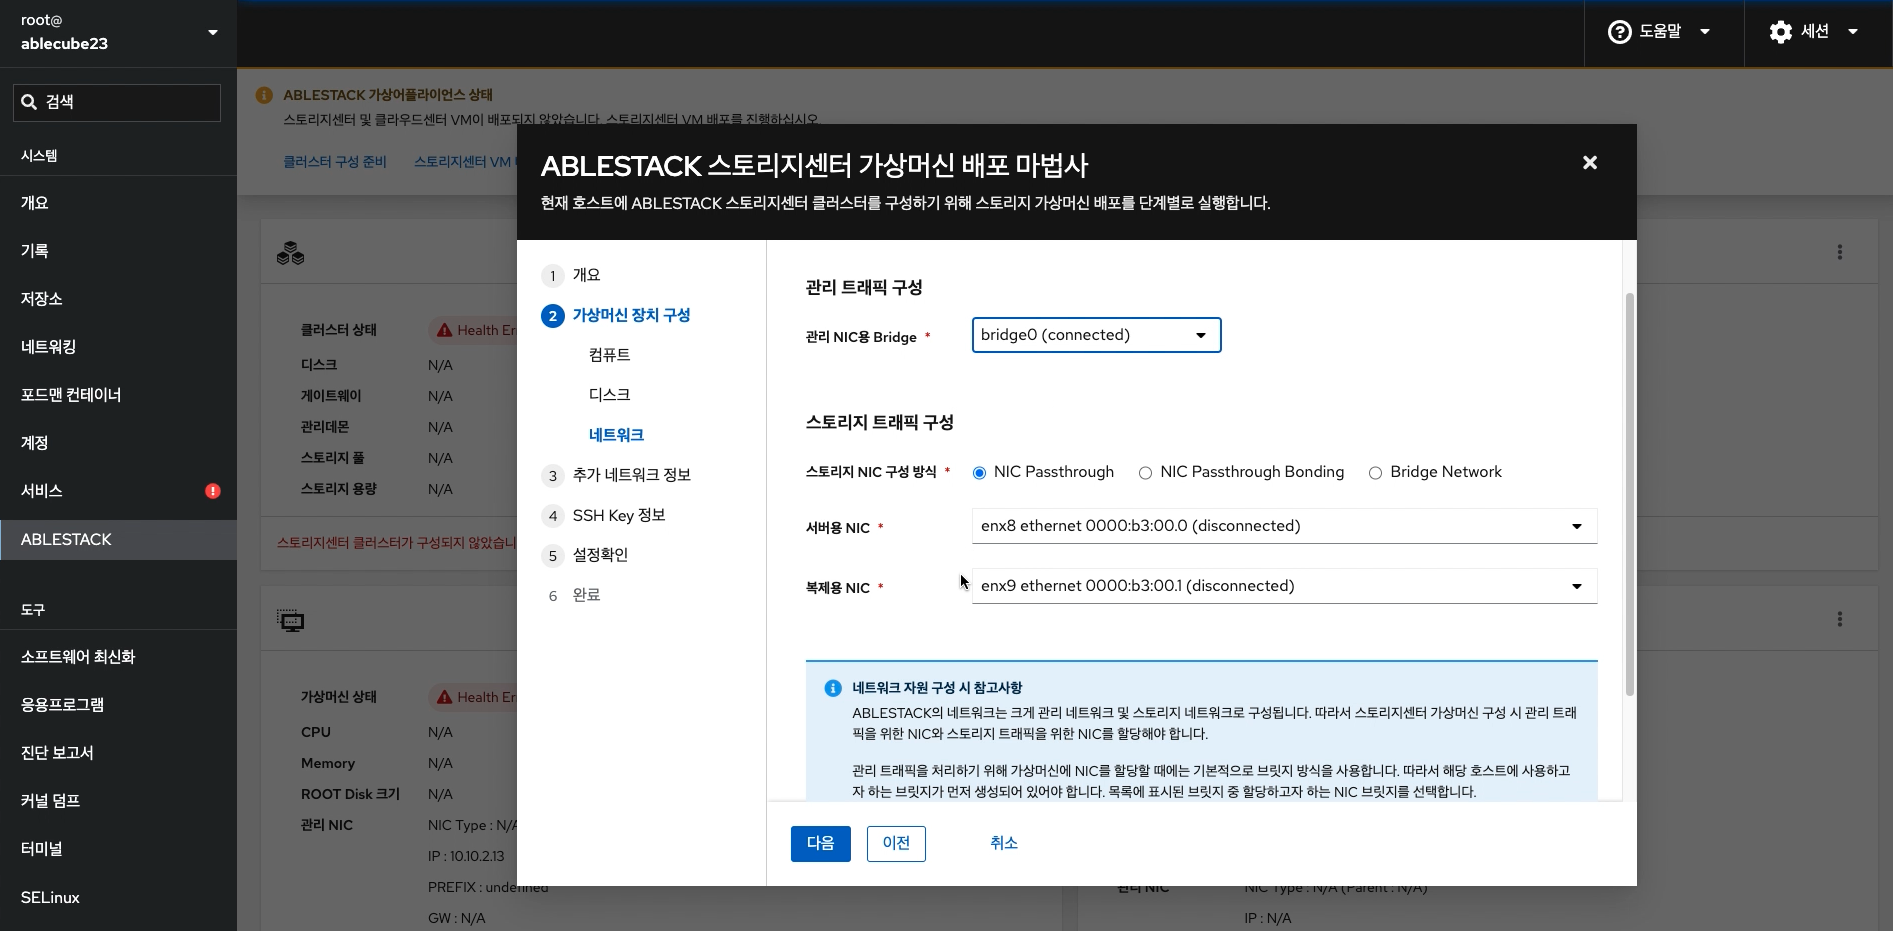 root@
ablecube23
도움말
세션
검색
시스템
개요
기록
저장소
네트워킹
포드맨 컨테이너
계정
서비스
ABLESTACK
도구
소프트웨어 최신화
응용프로그램
진단 보고서
커널 덤프
터미널
SELinux
ABLESTACK 가상어플라이언스 상태
스토리지센터 및 클라우드센터 VM이 배포되지 않았습니다. 스토리지센터 VM 배포를 진행하십시오.
클러스터 구성 준비 스토리지센터 VM
클러스터 상태 Health Er
디스크 N/A
게이트웨이 N/A
관리데몬 N/A
스토리지 풀 N/A
스토리지 용량 N/A
스토리지센터 클러스터가 구성되지 않았습니
가상머신 상태 Health Er
CPU N/A
Memory N/A
ROOT Disk 크기 N/A
관리 NIC NIC Type : N/A
IP : 10.10.2.13
PREFIX : undefined
GW : N/A
관리 NIC NIC Type : N/A (Parent : N/A)
IP : N/A
ABLESTACK 스토리지센터 가상머신 배포 마법사
현재 호스트에 ABLESTACK 스토리지센터 클러스터를 구성하기 위해 스토리지 가상머신 배포를 단계별로 실행합니다.
1 개요
2 가상머신 장치 구성
컴퓨트
디스크
네트워크
3 추가 네트워크 정보
4 SSH Key 정보
5 설정확인
6 완료
관리 트래픽 구성
관리 NIC용 Bridge * bridge0 (connected)
스토리지 트래픽 구성
스토리지 NIC 구성 방식 * NIC Passthrough NIC Passthrough Bonding Bridge Network
서버용 NIC * enx8 ethernet 0000:b3:00.0 (disconnected)
복제용 NIC * enx9 ethernet 0000:b3:00.1 (disconnected)
네트워크 자원 구성 시 참고사항
ABLESTACK의 네트워크는 크게 관리 네트워크 및 스토리지 네트워크로 구성됩니다. 따라서 스토리지센터 가상머신 구성 시 관리 트래
픽을 위한 NIC와 스토리지 트래픽을 위한 NIC를 할당해야 합니다.
관리 트래픽을 처리하기 위해 가상머신에 NIC를 할당할 때에는 기본적으로 브릿지 방식을 사용합니다. 따라서 해당 호스트에 사용하고
자 하는 브릿지가 먼저 생성되어 있어야 합니다. 목록에 표시된 브릿지 중 할당하고자 하는 NIC 브릿지를 선택합니다.
다음
이전
취소